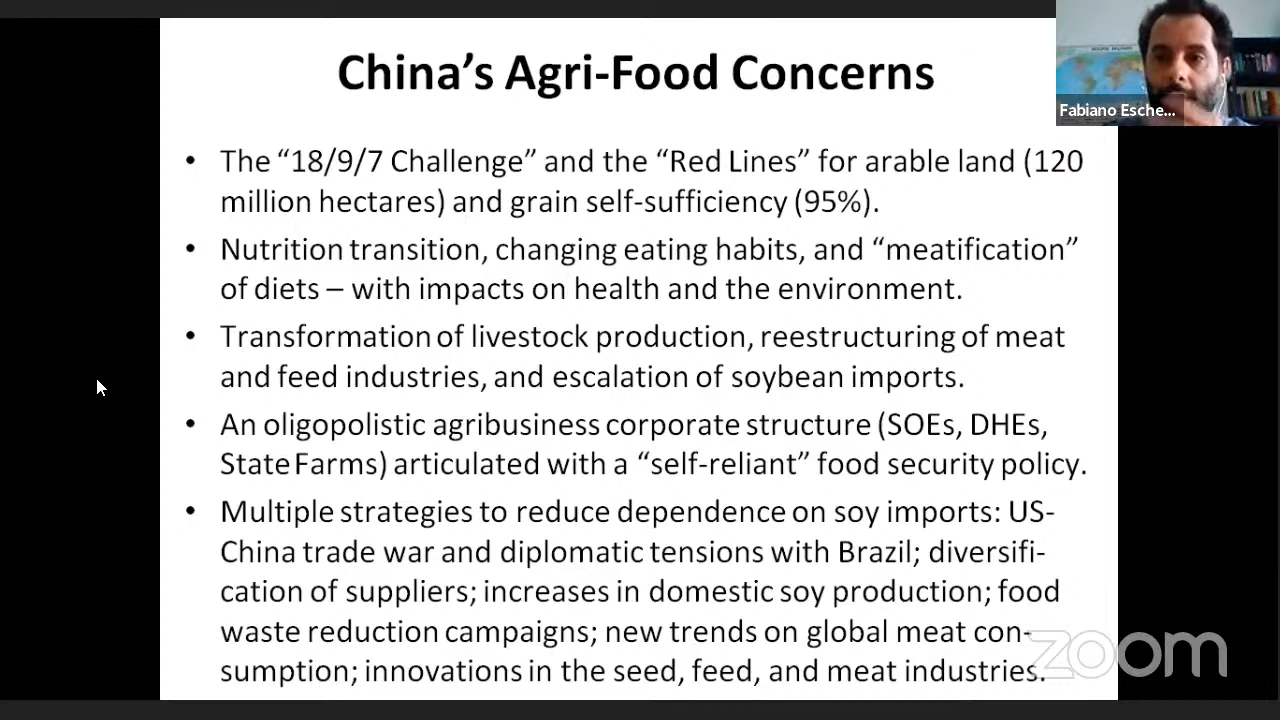 China’s Agri-Food Concerns
Fabiano Esche...
• The “18/9/7 Challenge” and the “Red Lines” for arable land (120
million hectares) and grain self-sufficiency (95%).
• Nutrition transition, changing eating habits, and “meatification”
of diets – with impacts on health and the environment.
• Transformation of livestock production, reestructuring of meat
and feed industries, and escalation of soybean imports.
• An oligopolistic agribusiness corporate structure (SOEs, DHEs,
State Farms) articulated with a “self-reliant” food security policy.
• Multiple strategies to reduce dependence on soy imports: US-
China trade war and diplomatic tensions with Brazil; diversifi-
cation of suppliers; increases in domestic soy production; food
waste reduction campaigns; new trends on global meat con-
sumption; innovations in the seed, feed, and meat industries.
zoom